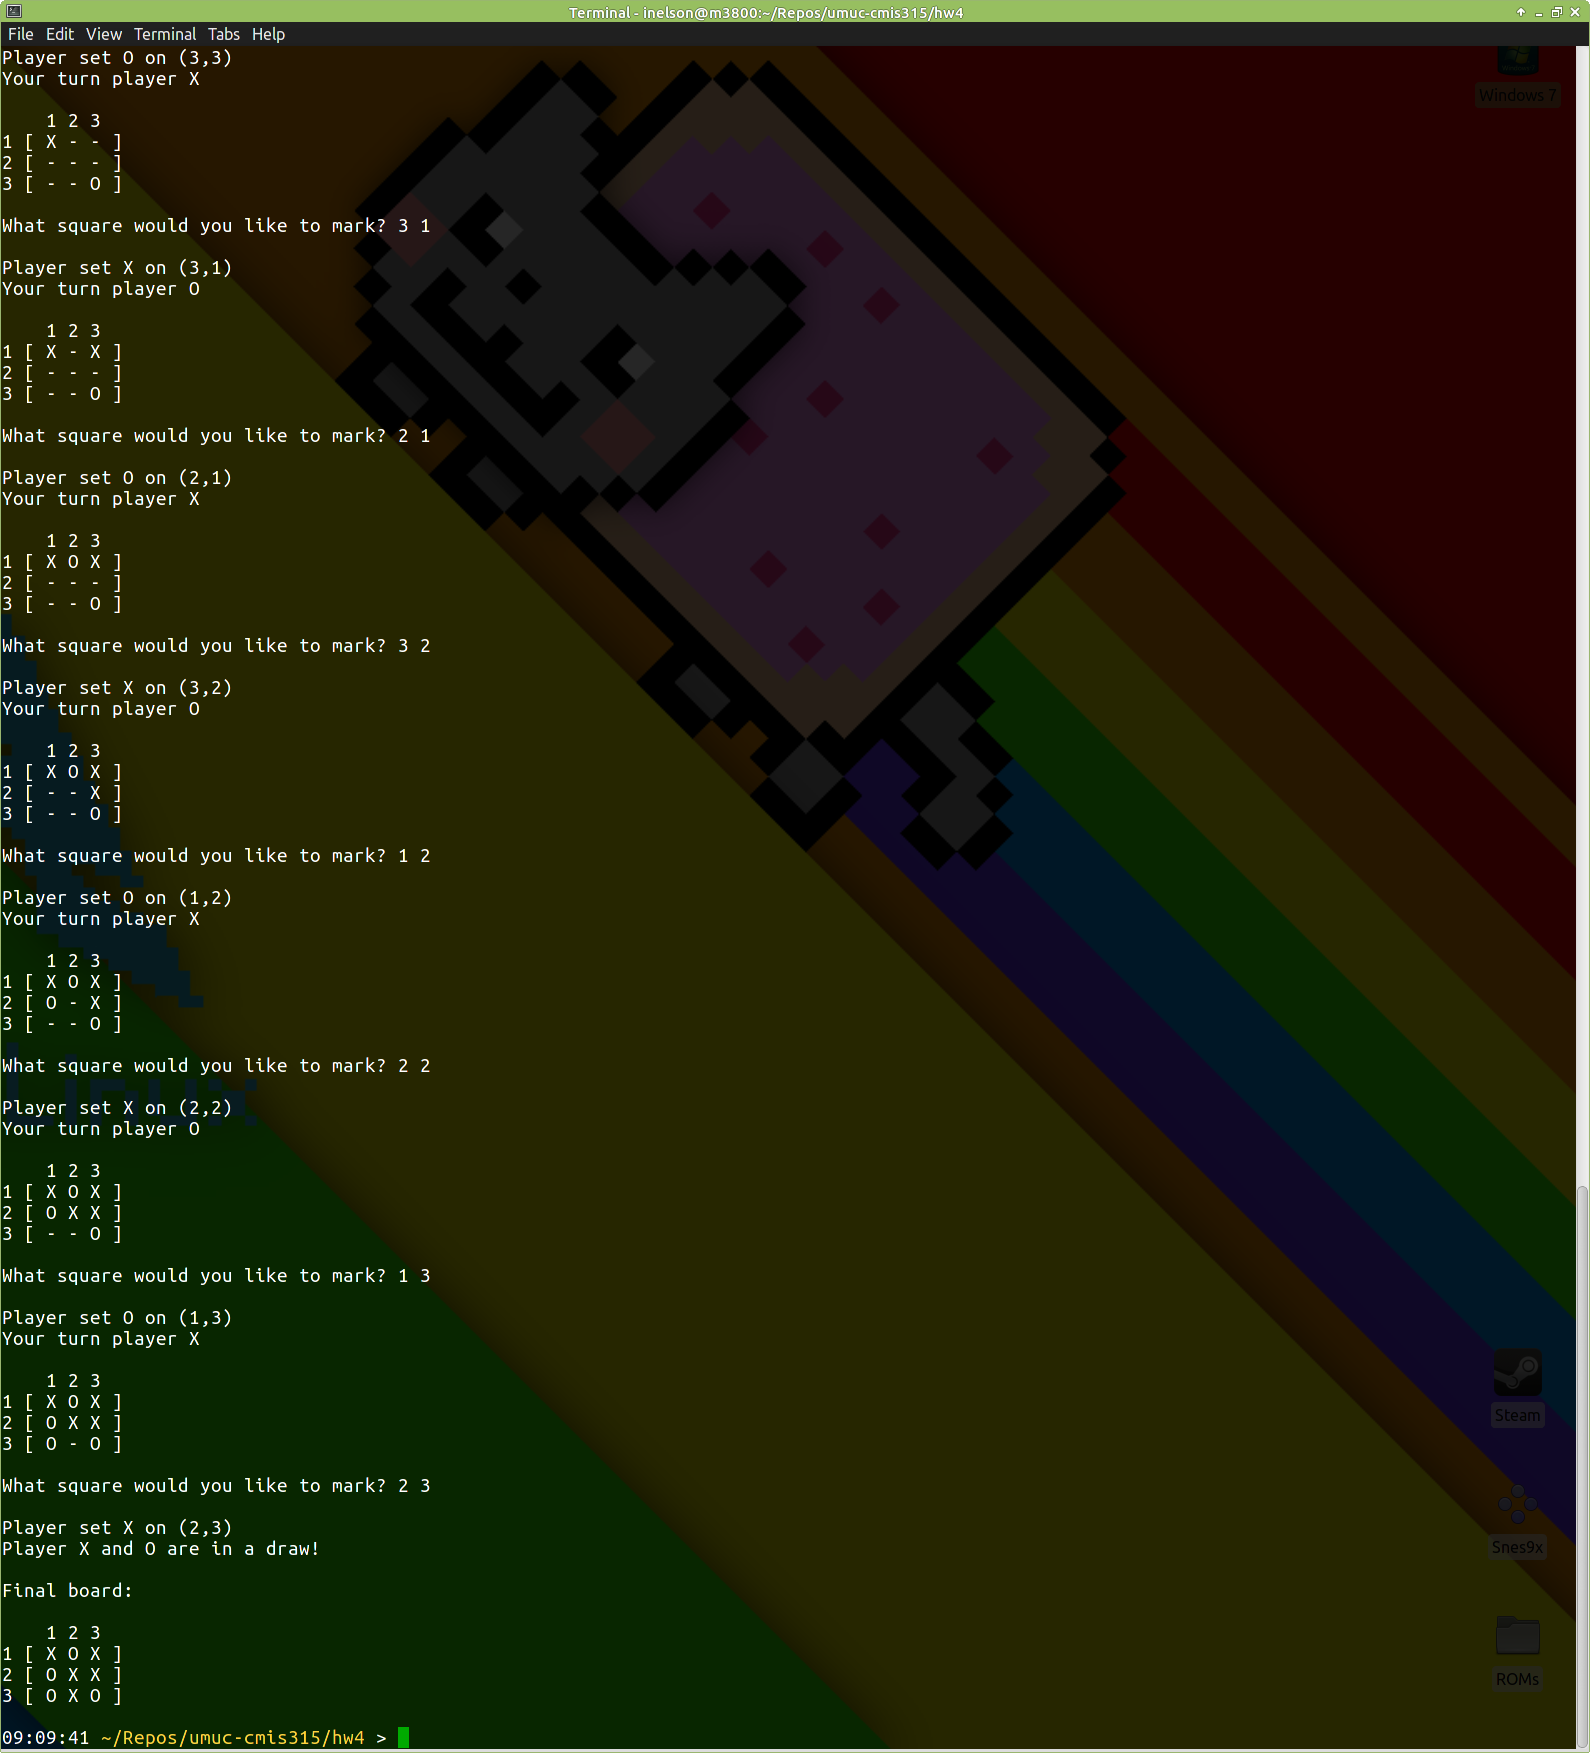 Terminal - inelson@m3800:~/Repos/umuc-cmis315/hw4
File Edit View Terminal Tabs Help
Player set O on (3,3)
Your turn player X
1 2 3
1 [ X - - ]
2 [ - - - ]
3 [ - - O ]
What square would you like to mark? 3 1
Player set X on (3,1)
Your turn player O
1 2 3
1 [ X - X ]
2 [ - - - ]
3 [ - - O ]
What square would you like to mark? 2 1
Player set O on (2,1)
Your turn player X
1 2 3
1 [ X O X ]
2 [ - - - ]
3 [ - - O ]
What square would you like to mark? 3 2
Player set X on (3,2)
Your turn player O
1 2 3
1 [ X O X ]
2 [ - - X ]
3 [ - - O ]
What square would you like to mark? 1 2
Player set O on (1,2)
Your turn player X
1 2 3
1 [ X O X ]
2 [ O - X ]
3 [ - - O ]
What square would you like to mark? 2 2
Player set X on (2,2)
Your turn player O
1 2 3
1 [ X O X ]
2 [ O X X ]
3 [ - - O ]
What square would you like to mark? 1 3
Player set O on (1,3)
Your turn player X
1 2 3
1 [ X O X ]
2 [ O X X ]
3 [ O - O ]
What square would you like to mark? 2 3
Player set X on (2,3)
Player X and O are in a draw!
Final board:
1 2 3
1 [ X O X ]
2 [ O X X ]
3 [ O X O ]
09:09:41 ~/Repos/umuc-cmis315/hw4 >
Windows 7
Linux
Steam
Snes9x
ROMs